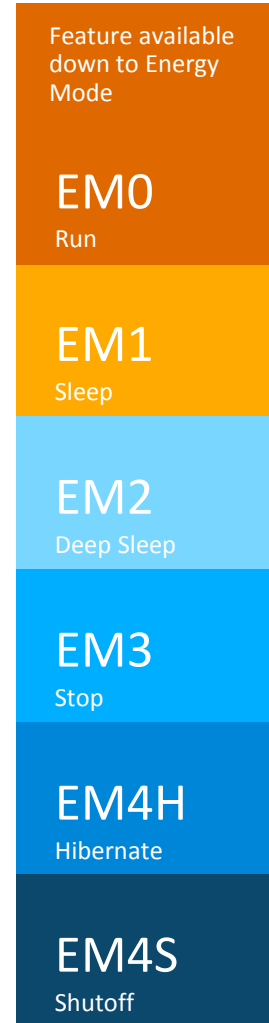 Feature available
down to Energy
Mode
EM0
Run
EM1
Sleep
EM2
Deep Sleep
EM3
Stop
EM4H
Hibernate
EM4S
Shutoff